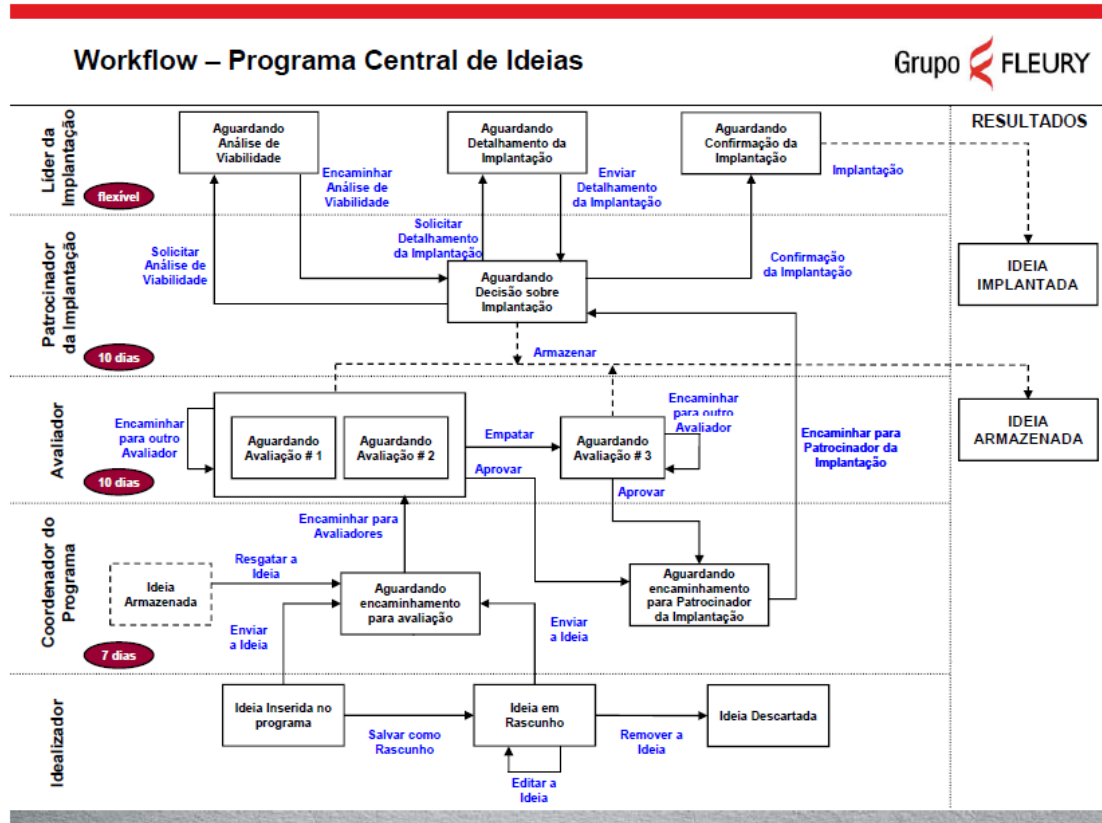 Workflow – Programa Central de Ideias
Grupo FLEURY
RESULTADOS
Líder da
Implantação
flexível
Aguardando
Análise de
Viabilidade
Aguardando
Detalhamento da
Implantação
Aguardando
Confirmação da
Implantação
Encaminhar
Análise de
Viabilidade
Enviar
Detalhamento
da Implantação
Implantação
Patrocinador
da Implantação
10 dias
Solicitar
Análise de
Viabilidade
Solicitar
Detalhamento
da Implantação
Aguardando
Decisão sobre
Implantação
Confirmação
da Implantação
IDEIA
IMPLANTADA
Armazenar
Avaliador
10 dias
Encaminhar
para outro
Avaliador
Aguardando
Avaliação # 1
Aguardando
Avaliação # 2
Empatar
Aprovar
Aguardando
Avaliação # 3
Encaminhar
para outro
Avaliador
Aprovar
Encaminhar para
Patrocinador da
Implantação
IDEIA
ARMAZENADA
Coordenador do
Programa
7 dias
Encaminhar para
Avaliadores
Ideia
Armazenada
Resgatar a
Ideia
Aguardando
encaminhamento
para avaliação
Aguardando
encaminhamento
para Patrocinador
da Implantação
Enviar
a Ideia
Enviar
a Ideia
Idealizador
Ideia Inserida no
programa
Salvar como
Rascunho
Ideia em
Rascunho
Remover a
Ideia
Ideia Descartada
Editar a
Ideia